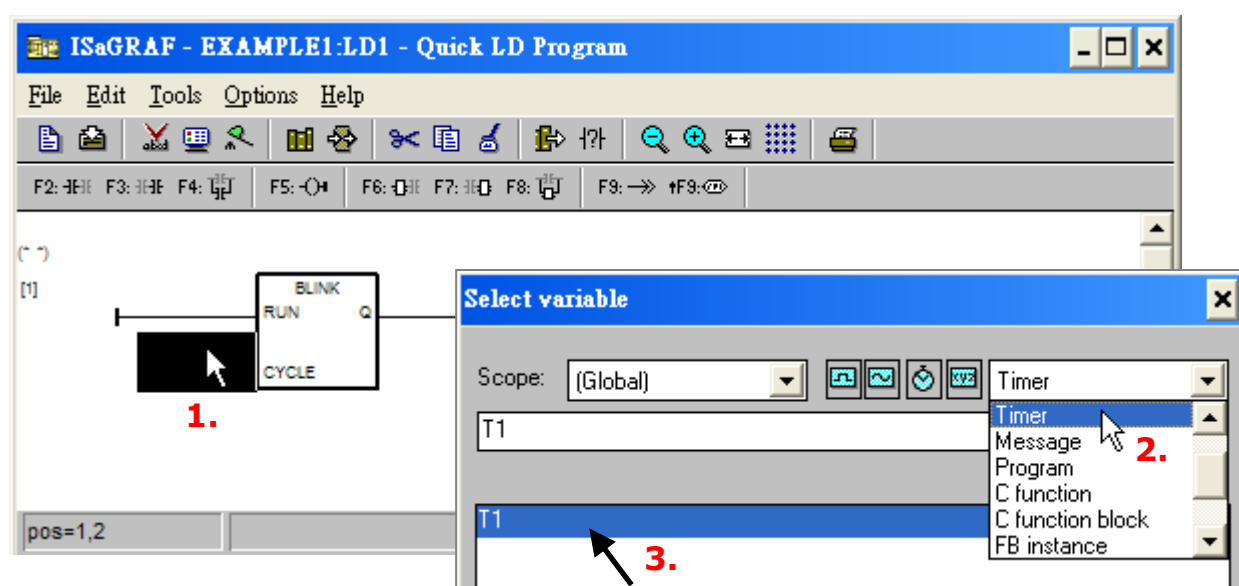 ISaGRAF - EXAMPLE1:LD1 - Quick LD Program
File Edit Tools Options Help
F2: F3: F4: F5: F6: F7: F8: F9: F9:
(* *)
[1]
BLINK
RUN Q
CYCLE
1.
pos=1,2
Select variable
Scope: (Global) xyz Timer
T1
Timer
Message
Program
C function
C function block
FB instance
2.
T1
3.